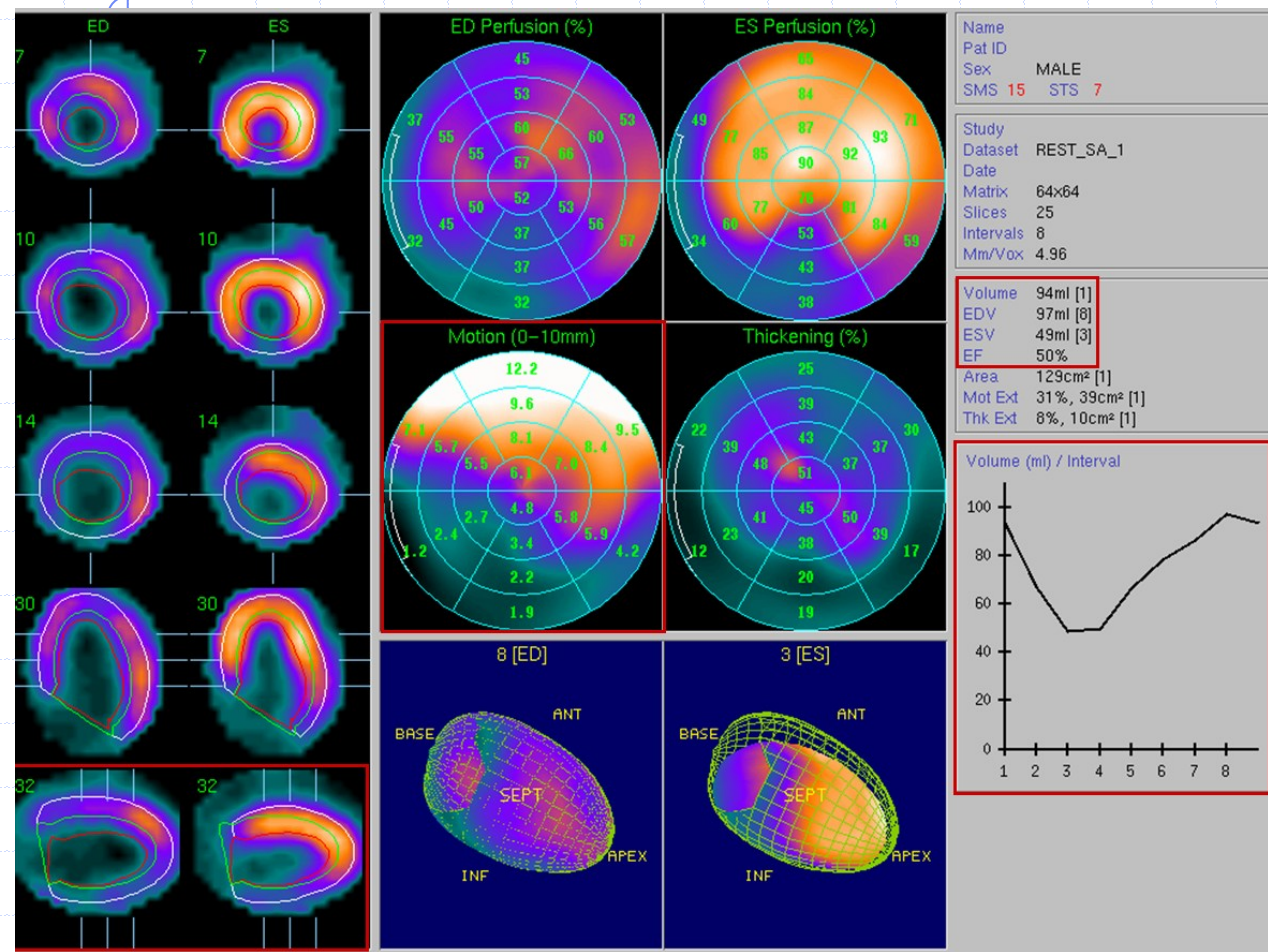 ED ES
7 7
10 10
14 14
30 30
32 32
ED Perfusion (%)
45
53
60
57
37
55
55
53
60
66
52
50
45
32
53
56
57
37
37
32
ES Perfusion (%)
84
87
90
49
77
85
71
93
92
77
60
34
81
84
59
53
43
38
Motion (0-10mm)
12.2
9.6
8.1
6.1
7.1
5.7
5.5
9.5
8.4
7.0
4.8
2.7
2.4
1.2
5.8
5.9
4.2
3.4
2.2
1.9
Thickening (%)
25
39
43
51
22
39
48
30
37
37
45
41
23
12
50
39
17
38
20
19
8 [ED]
BASE
ANT
SEPT
APEX
INF
3 [ES]
BASE
ANT
SEPT
APEX
INF
Name
Pat ID
Sex MALE
SMS 15 STS 7
Study
Dataset REST_SA_1
Date
Matrix 64x64
Slices 25
Intervals 8
Mm/Vox 4.96
Volume 94ml [1]
EDV 97ml [8]
ESV 49ml [3]
EF 50%
Area 129cm² [1]
Mot Ext 31%, 39cm² [1]
Thk Ext 8%, 10cm² [1]
Volume (ml) / Interval
100
80
60
40
20
0
1 2 3 4 5 6 7 8